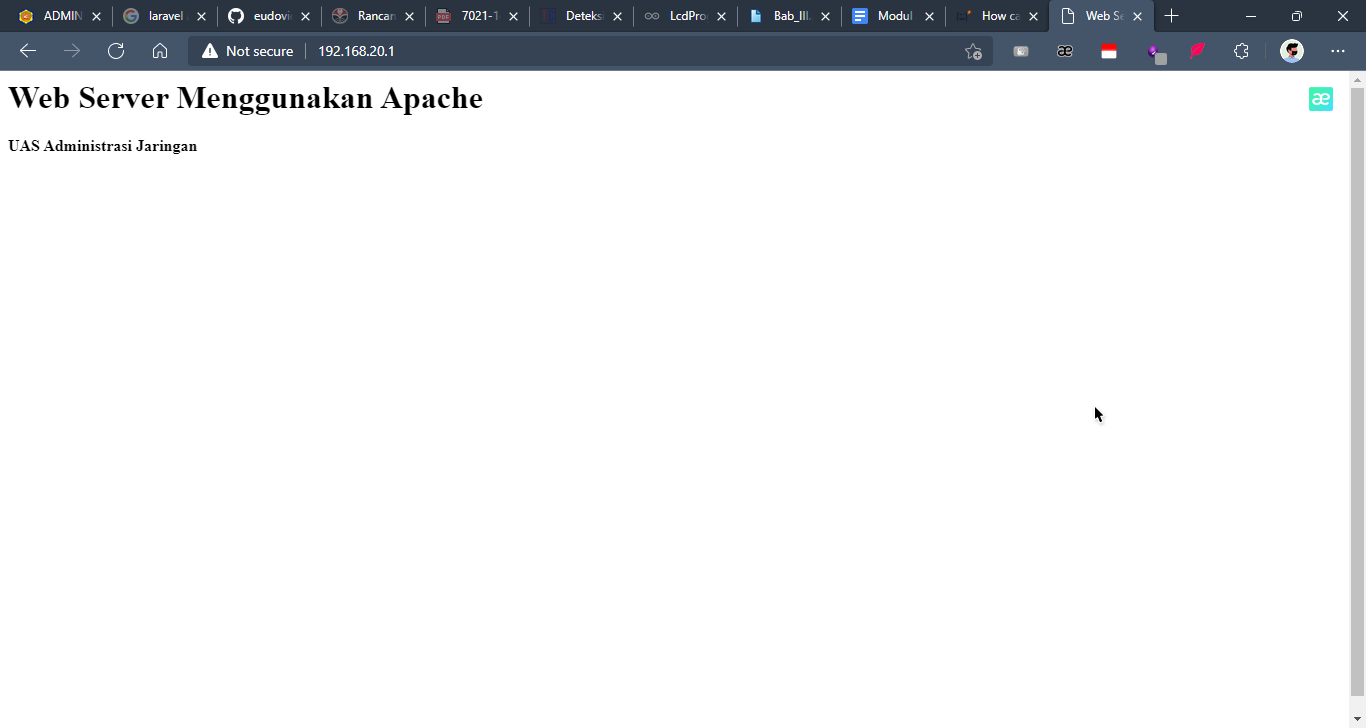 ADMIN laravel eudovi Rancan 7021-1 Deteks LcdPro Bab_III. Modul How ca Web Se
Not secure 192.168.20.1
Web Server Menggunakan Apache
æ
UAS Administrasi Jaringan